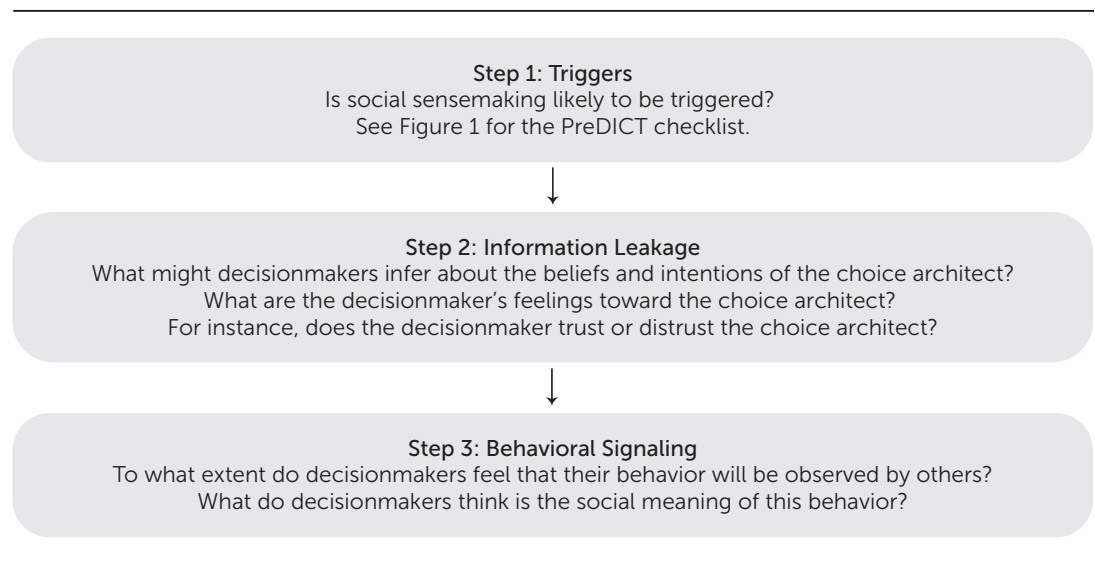 Step 1: Triggers
Is social sensemaking likely to be triggered?
See Figure 1 for the PreDICT checklist.
Step 2: Information Leakage
What might decisionmakers infer about the beliefs and intentions of the choice architect?
What are the decisionmaker’s feelings toward the choice architect?
For instance, does the decisionmaker trust or distrust the choice architect?
Step 3: Behavioral Signaling
To what extent do decisionmakers feel that their behavior will be observed by others?
What do decisionmakers think is the social meaning of this behavior?